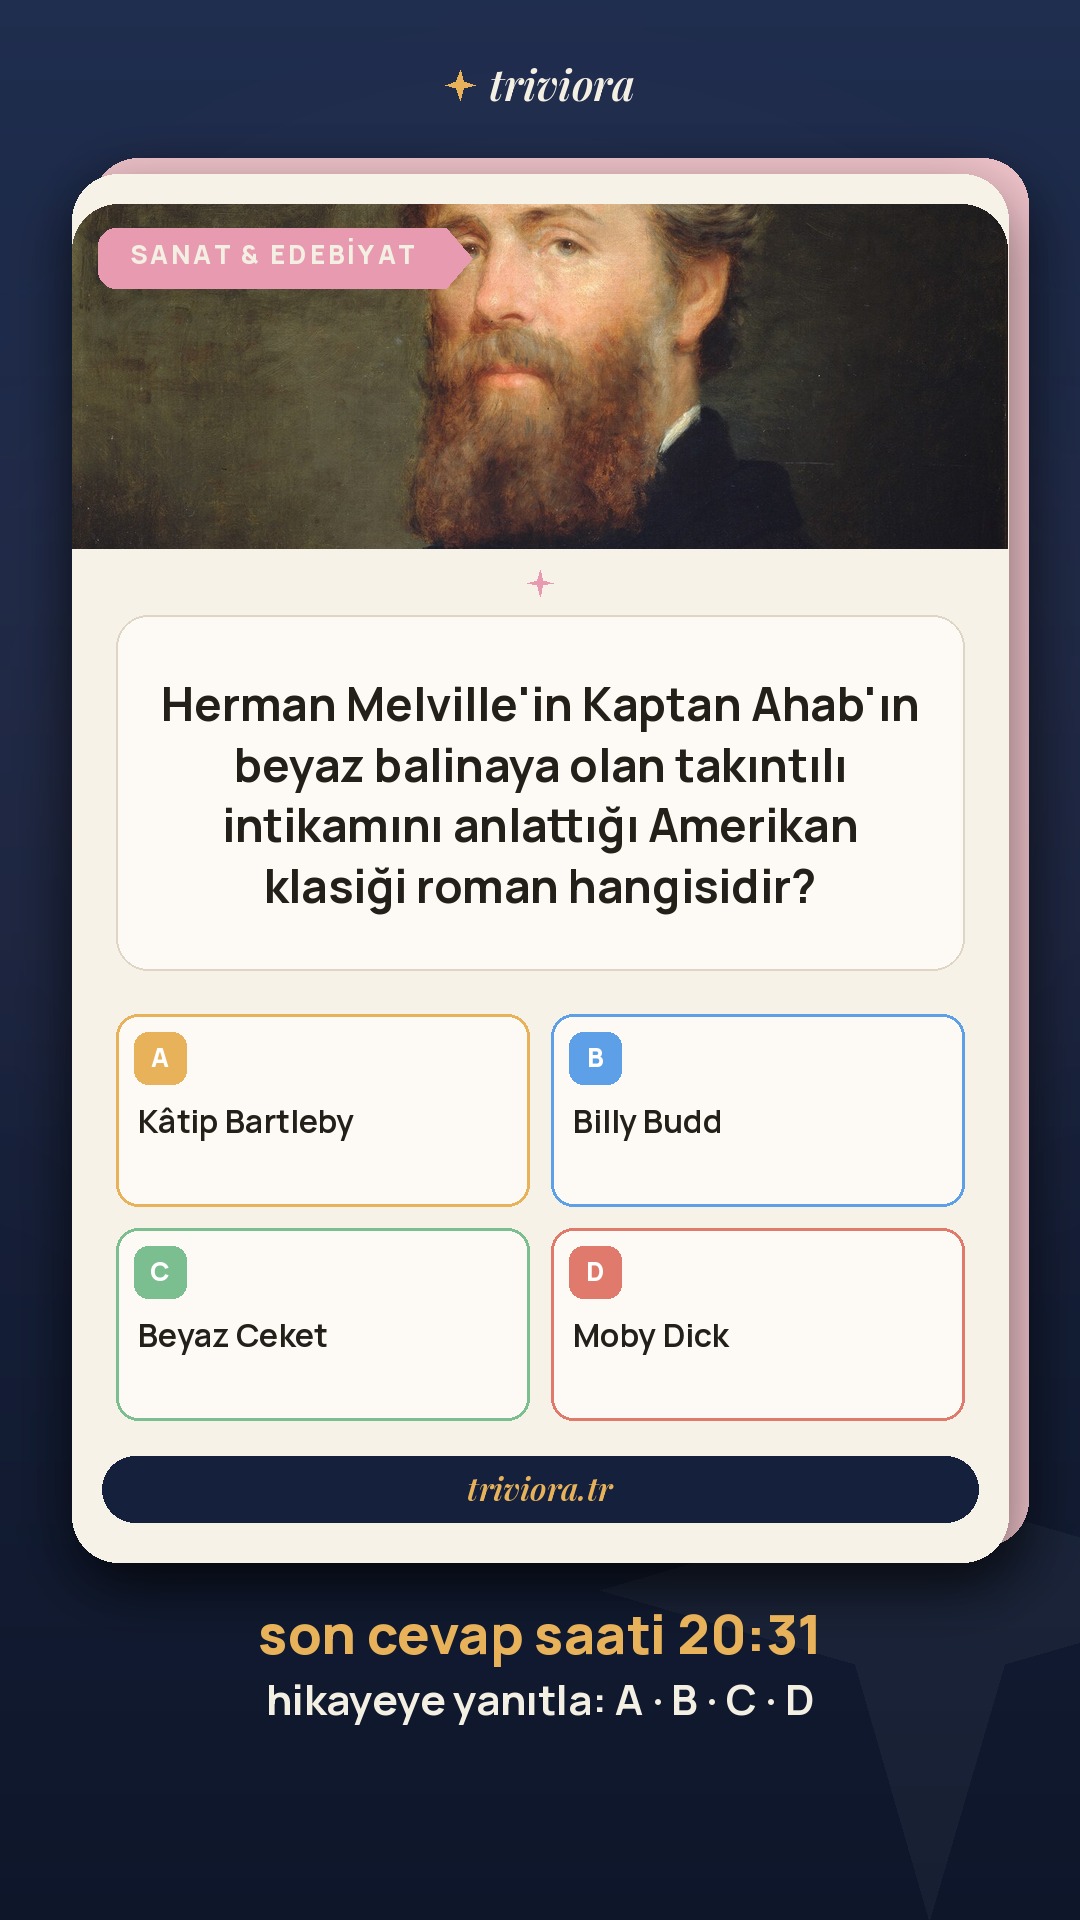 triviora
SANAT & EDEBİYAT
Herman Melville'in Kaptan Ahab'ın
beyaz balinaya olan takıntılı
intikamını anlattığı Amerikan
klasiği roman hangisidir?
A
Kâtip Bartleby
B
Billy Budd
C
Beyaz Ceket
D
Moby Dick
triviora.tr
son cevap saati 20:31
hikayeye yanıtla: A · B · C · D